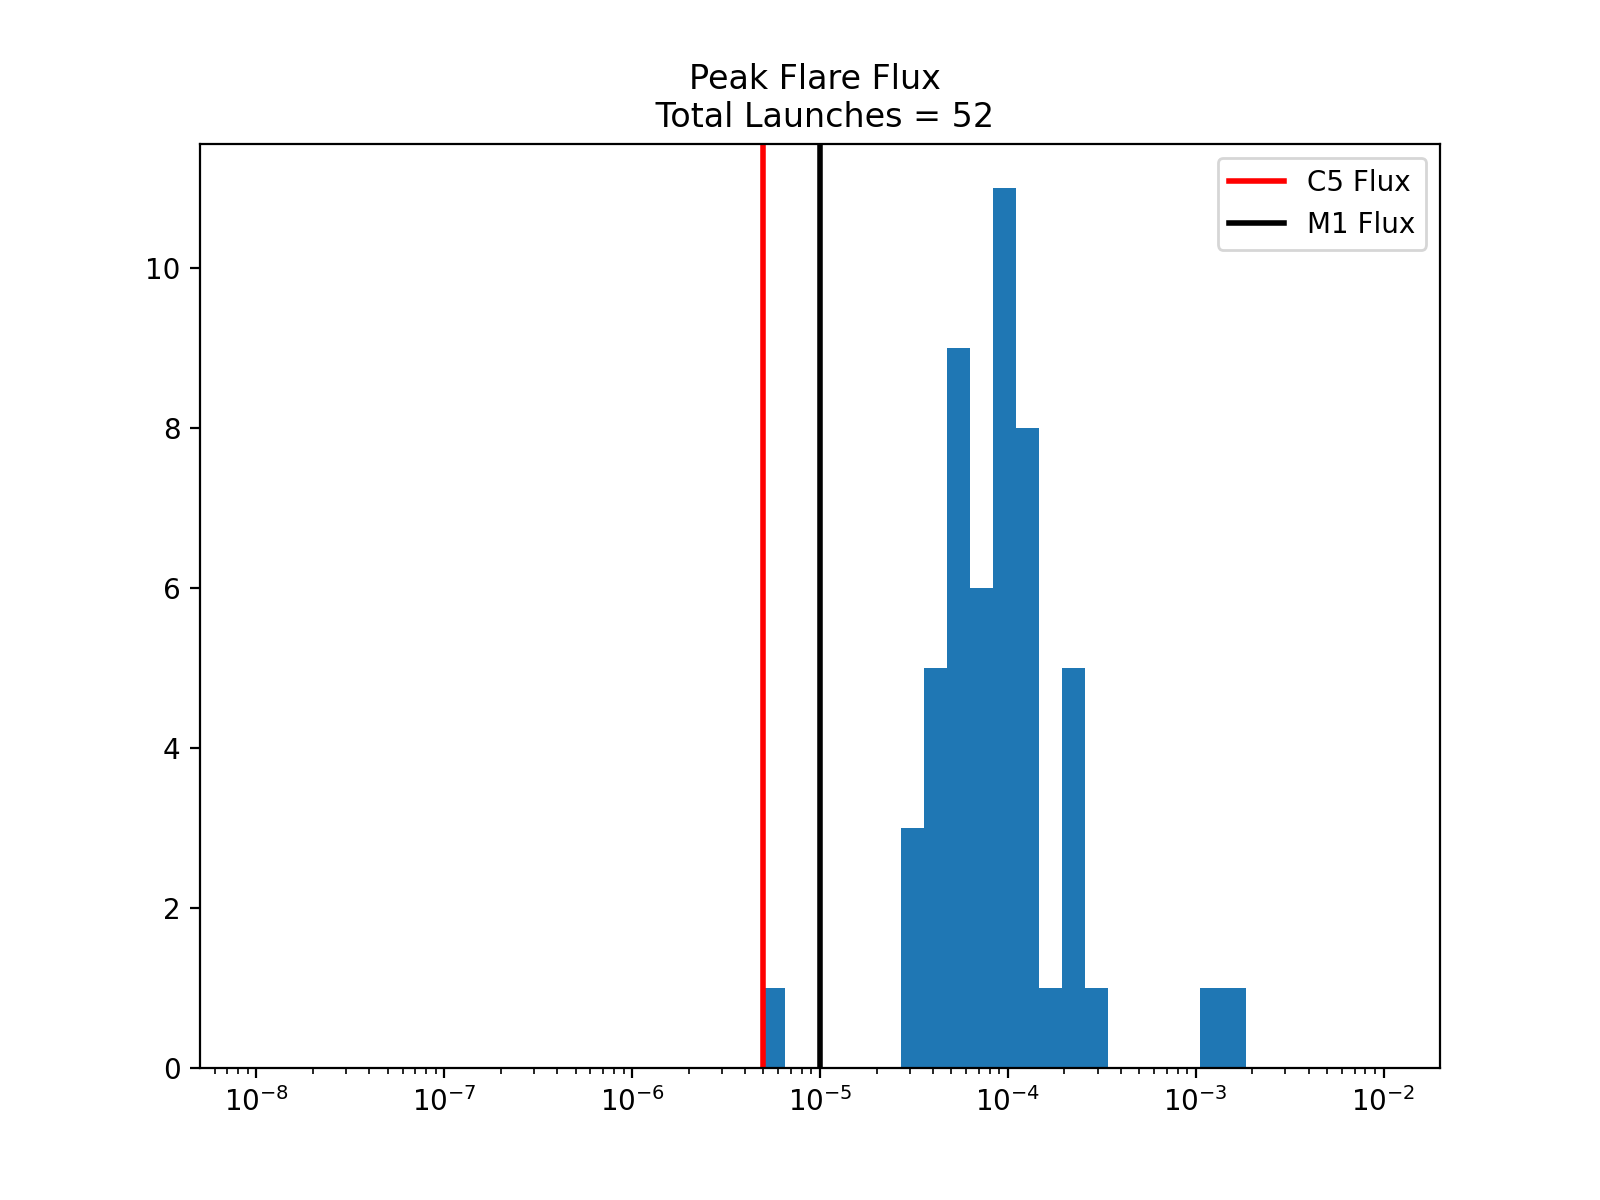 Peak Flare Flux
Total Launches = 52
C5 Flux
M1 Flux
10
8
6
4
2
0
10⁻⁸ 10⁻⁷ 10⁻⁶ 10⁻⁵ 10⁻⁴ 10⁻³ 10⁻²